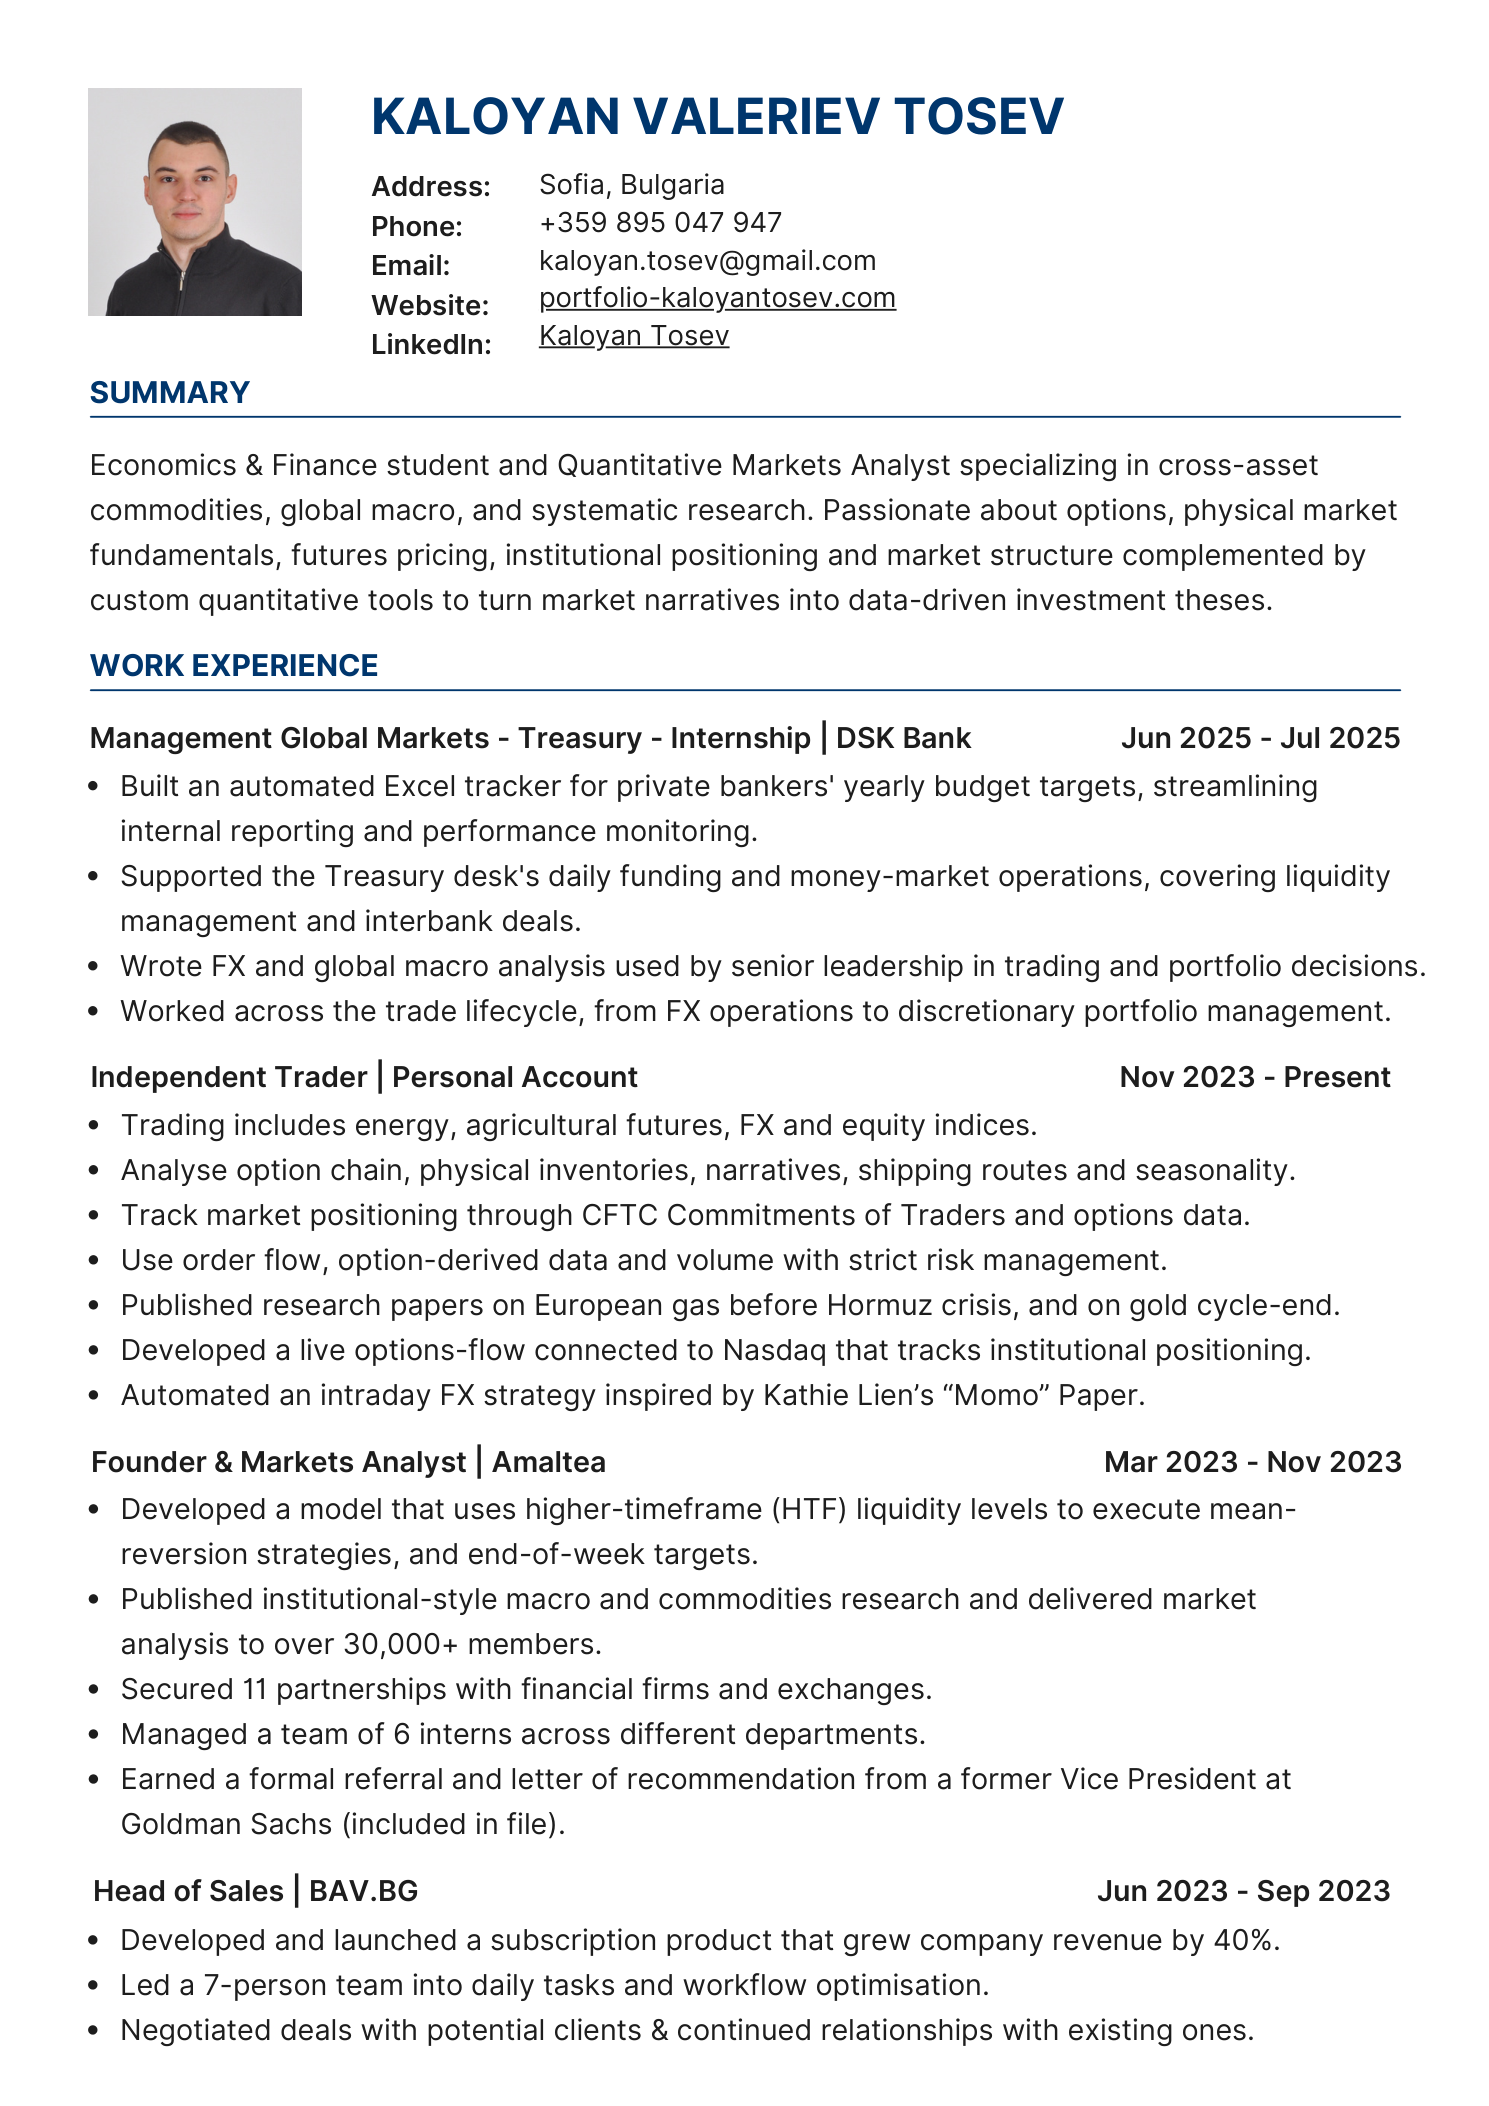 KALOYAN VALERIEV TOSEV
Address: Sofia, Bulgaria
Phone: +359 895 047 947
Email: kaloyan.tosev@gmail.com
Website: portfolio-kaloyantosev.com
LinkedIn: Kaloyan Tosev
SUMMARY
Economics & Finance student and Quantitative Markets Analyst specializing in cross-asset
commodities, global macro, and systematic research. Passionate about options, physical market
fundamentals, futures pricing, institutional positioning and market structure complemented by
custom quantitative tools to turn market narratives into data-driven investment theses.
WORK EXPERIENCE
Management Global Markets - Treasury - Internship | DSK Bank Jun 2025 - Jul 2025
• Built an automated Excel tracker for private bankers' yearly budget targets, streamlining
internal reporting and performance monitoring.
• Supported the Treasury desk's daily funding and money-market operations, covering liquidity
management and interbank deals.
• Wrote FX and global macro analysis used by senior leadership in trading and portfolio decisions.
• Worked across the trade lifecycle, from FX operations to discretionary portfolio management.
Independent Trader | Personal Account Nov 2023 - Present
• Trading includes energy, agricultural futures, FX and equity indices.
• Analyse option chain, physical inventories, narratives, shipping routes and seasonality.
• Track market positioning through CFTC Commitments of Traders and options data.
• Use order flow, option-derived data and volume with strict risk management.
• Published research papers on European gas before Hormuz crisis, and on gold cycle-end.
• Developed a live options-flow connected to Nasdaq that tracks institutional positioning.
• Automated an intraday FX strategy inspired by Kathie Lien’s “Momo” Paper.
Founder & Markets Analyst | Amaltea Mar 2023 - Nov 2023
• Developed a model that uses higher-timeframe (HTF) liquidity levels to execute mean-
reversion strategies, and end-of-week targets.
• Published institutional-style macro and commodities research and delivered market
analysis to over 30,000+ members.
• Secured 11 partnerships with financial firms and exchanges.
• Managed a team of 6 interns across different departments.
• Earned a formal referral and letter of recommendation from a former Vice President at
Goldman Sachs (included in file).
Head of Sales | BAV.BG Jun 2023 - Sep 2023
• Developed and launched a subscription product that grew company revenue by 40%.
• Led a 7-person team into daily tasks and workflow optimisation.
• Negotiated deals with potential clients & continued relationships with existing ones.